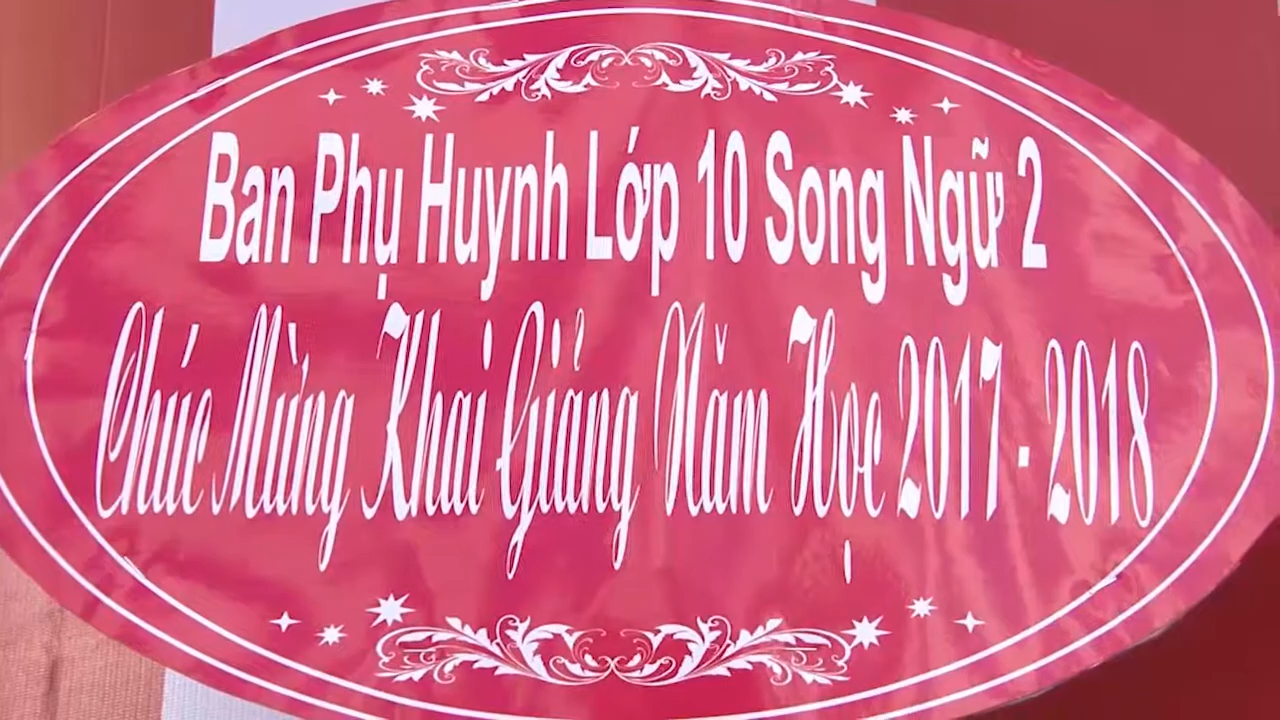 Ban Phụ Huynh Lớp 10 Song Ngữ 2
Chúc Mừng Khai Giảng Năm Học 2017 - 2018